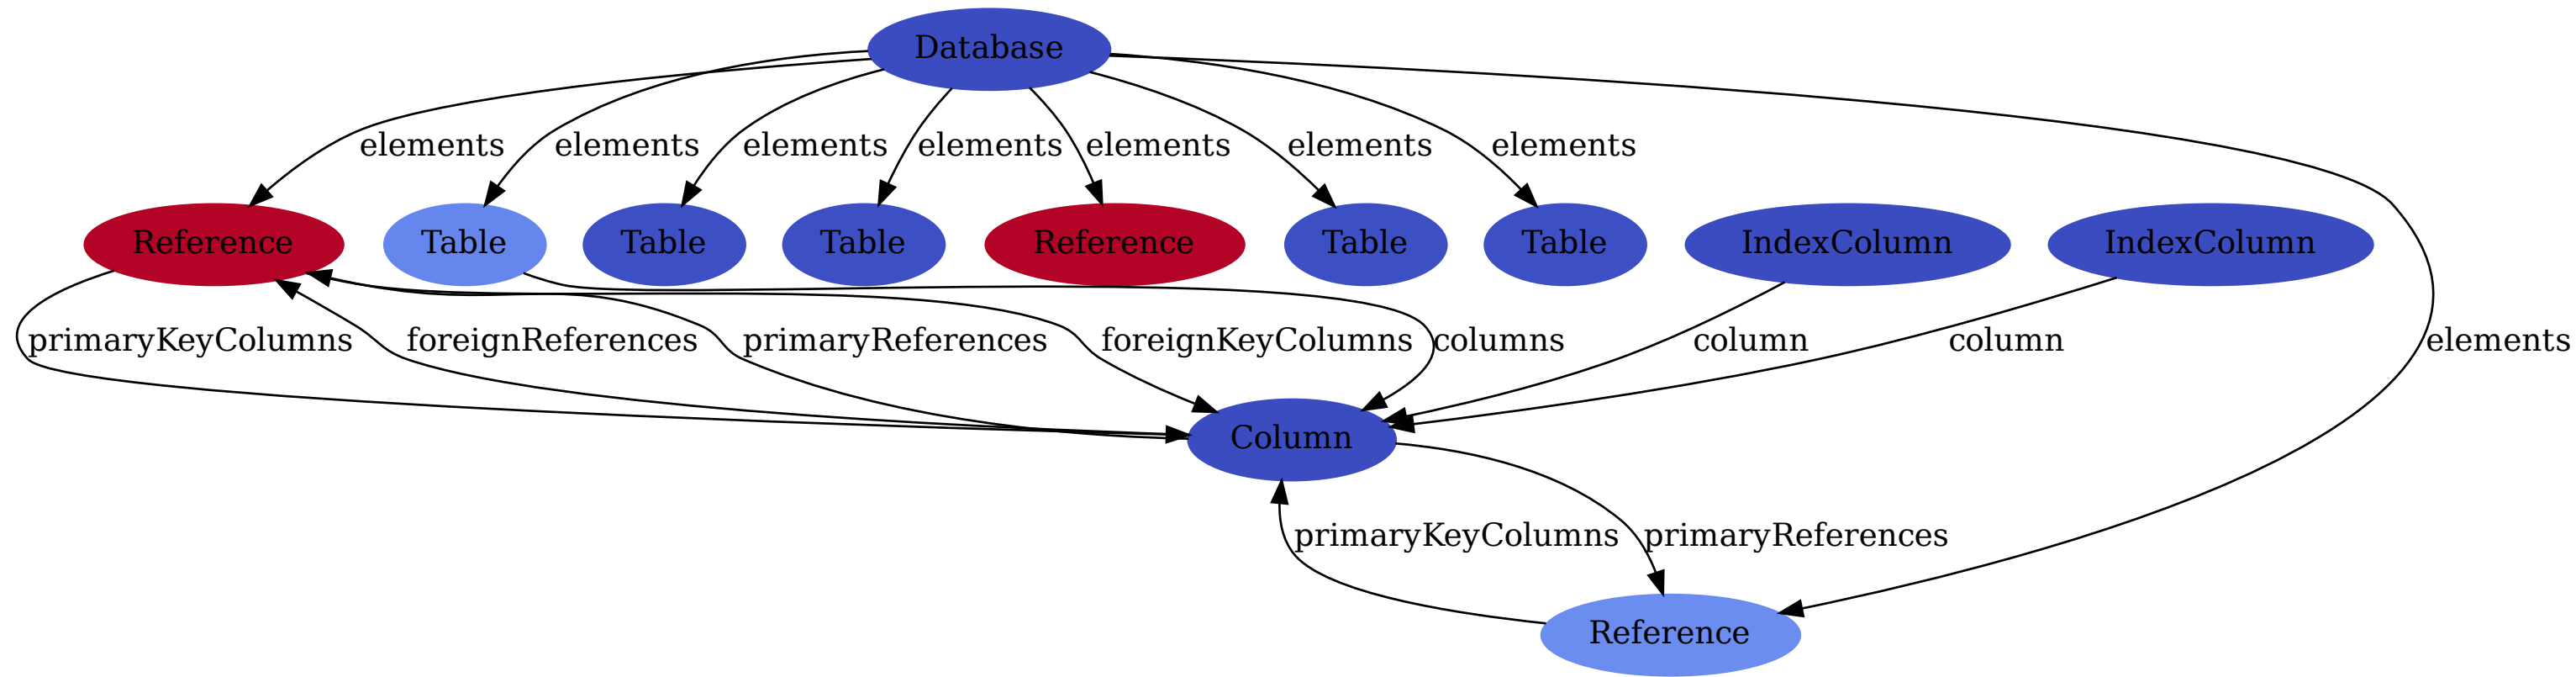 Database
elements
elements
elements
elements
elements
elements
elements
Reference
Table
Table
Table
Reference
Table
Table
IndexColumn
IndexColumn
primaryKeyColumns
foreignReferences
primaryReferences
foreignKeyColumns
columns
column
column
elements
Column
primaryKeyColumns
primaryReferences
Reference